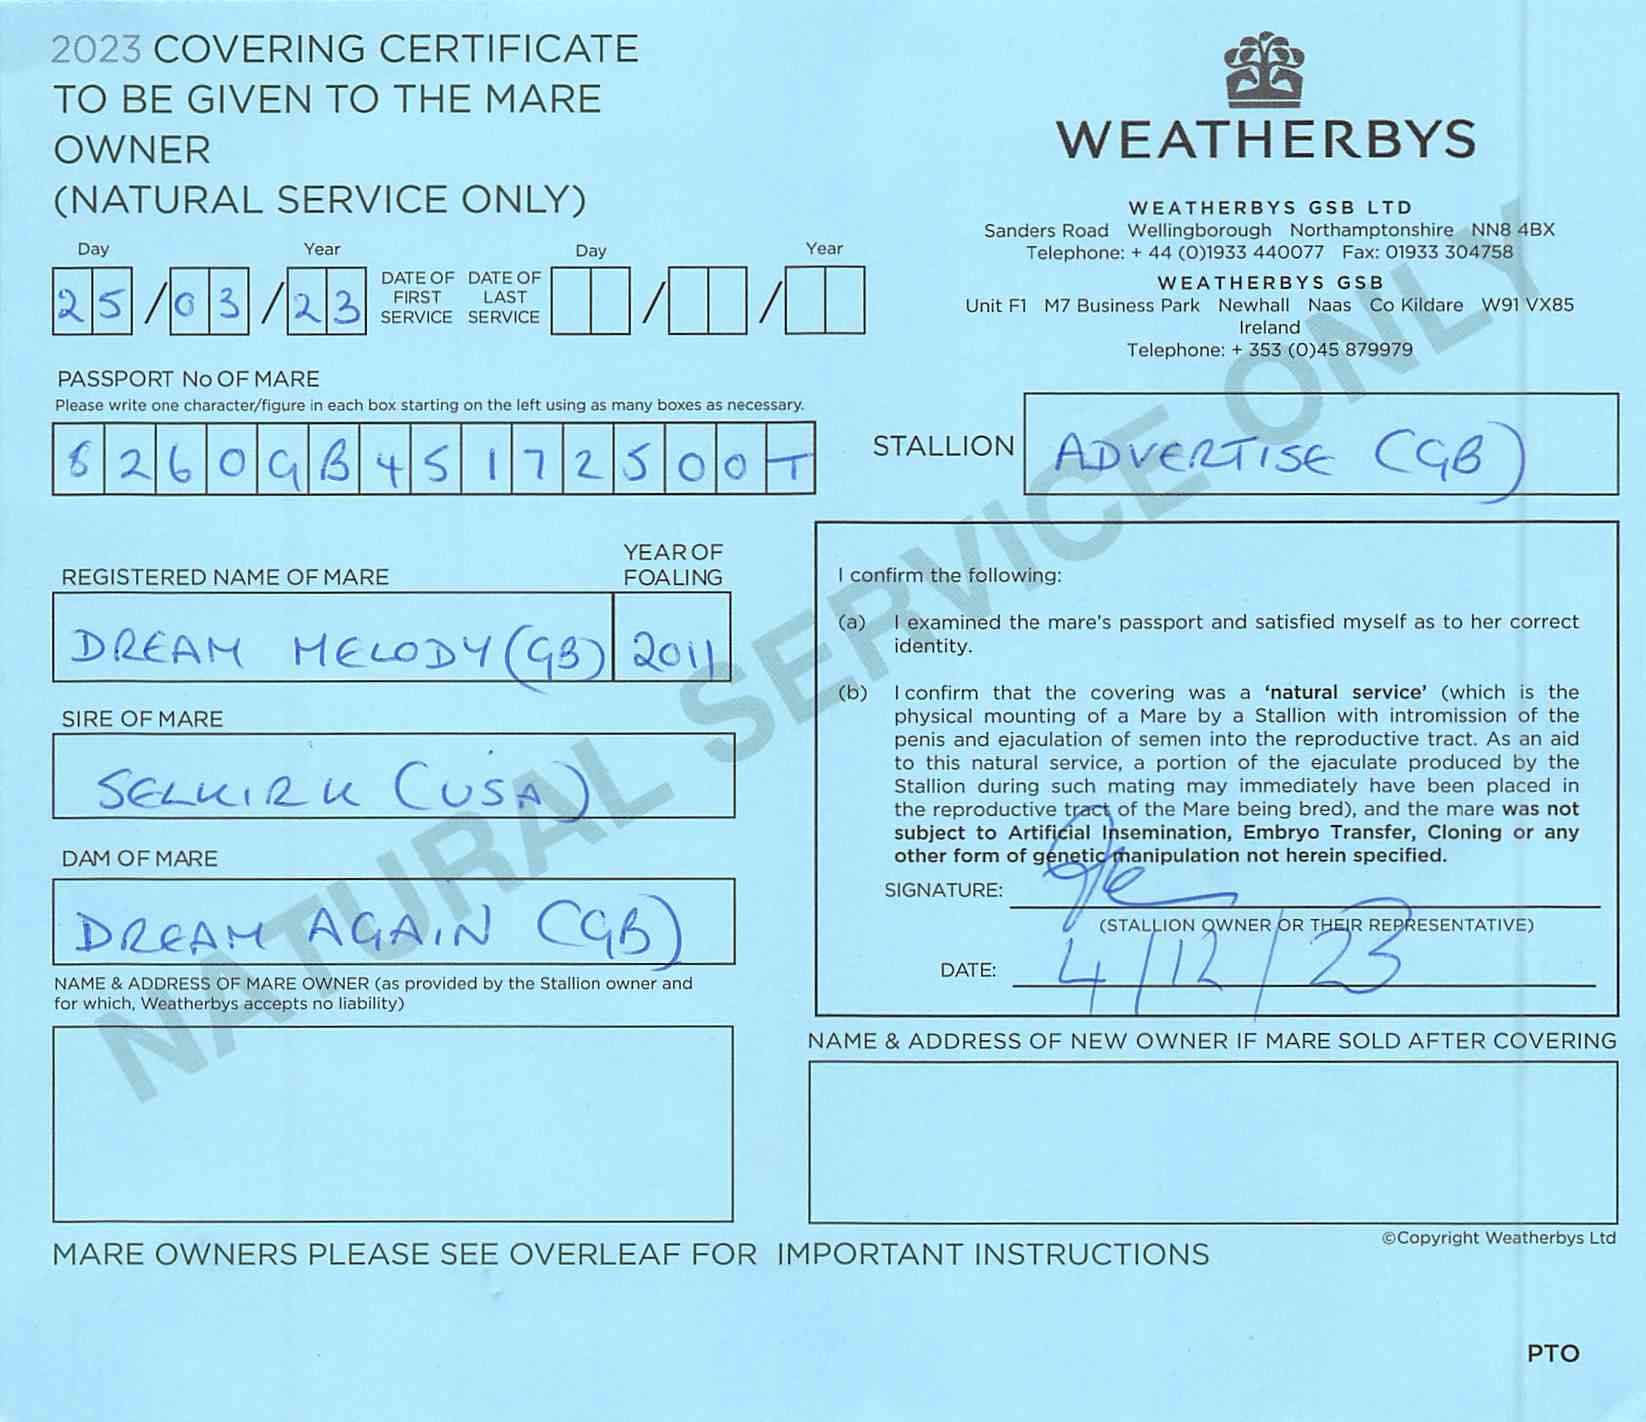 2023 COVERING CERTIFICATE
TO BE GIVEN TO THE MARE
OWNER
(NATURAL SERVICE ONLY)
WEATHERBYS
WEATHERBYS GSB LTD
Sanders Road Wellingborough Northamptonshire NN8 4BX
Telephone: + 44 (0)1933 440077 Fax: 01933 304758
WEATHERBYS GSB
Unit F1 M7 Business Park Newhall Naas Co Kildare W91 VX85
Ireland
Telephone: + 353 (0)45 879979
Day Year Day Year
25/03/23 DATE OF FIRST SERVICE DATE OF LAST SERVICE / /
PASSPORT No OF MARE
Please write one character/figure in each box starting on the left using as many boxes as necessary.
8260GB45172500T
STALLION ADVERTISE (GB)
REGISTERED NAME OF MARE YEAR OF FOALING
DREAM MELODY (GB) 2011
SIRE OF MARE
SELKIRK (USA)
DAM OF MARE
DREAM AGAIN (GB)
NAME & ADDRESS OF MARE OWNER (as provided by the Stallion owner and
for which, Weatherbys accepts no liability)
I confirm the following:
(a) I examined the mare's passport and satisfied myself as to her correct
identity.
(b) I confirm that the covering was a 'natural service' (which is the
physical mounting of a Mare by a Stallion with intromission of the
penis and ejaculation of semen into the reproductive tract. As an aid
to this natural service, a portion of the ejaculate produced by the
Stallion during such mating may immediately have been placed in
the reproductive tract of the Mare being bred), and the mare was not
subject to Artificial Insemination, Embryo Transfer, Cloning or any
other form of genetic manipulation not herein specified.
SIGNATURE:
(STALLION OWNER OR THEIR REPRESENTATIVE)
DATE: 4/12/23
NAME & ADDRESS OF NEW OWNER IF MARE SOLD AFTER COVERING
©Copyright Weatherbys Ltd
MARE OWNERS PLEASE SEE OVERLEAF FOR IMPORTANT INSTRUCTIONS
PTO
NATURAL SERVICE ONLY